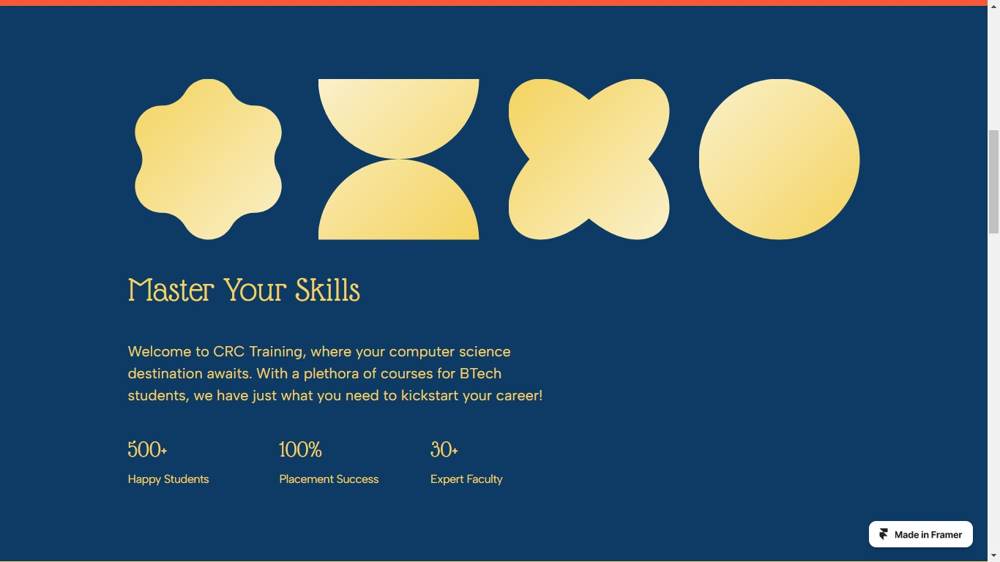 Master Your Skills
Welcome to CRC Training, where your computer science
destination awaits. With a plethora of courses for BTech
students, we have just what you need to kickstart your career!
500+ 100% 30+
Happy Students Placement Success Expert Faculty
Made in Framer